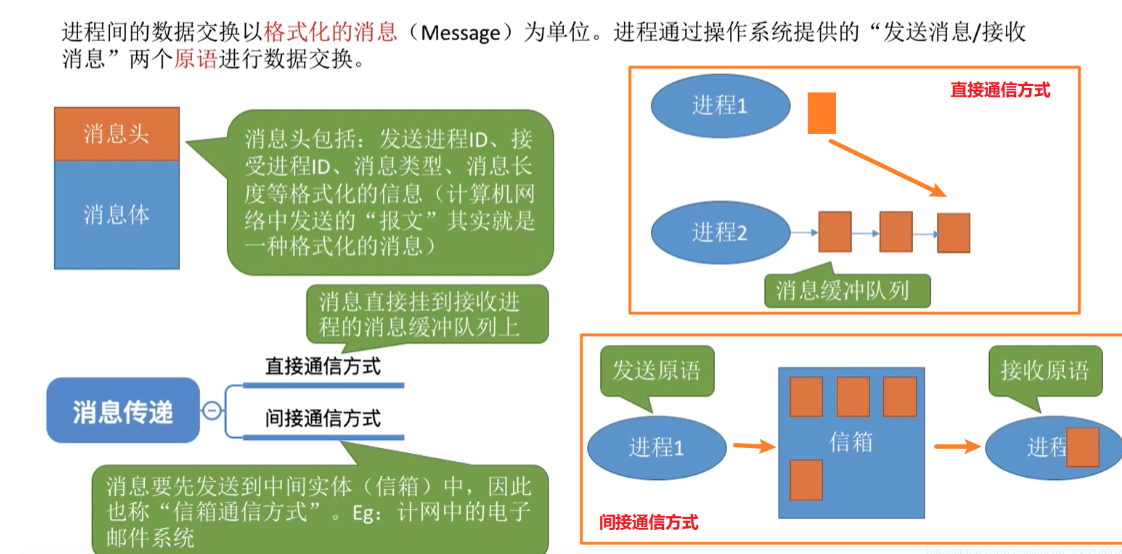 进程间的数据交换以格式化的消息（Message）为单位。进程通过操作系统提供的“发送消息/接收
消息”两个原语进行数据交换。
消息头
消息体
消息头包括：发送进程ID、接
受进程ID、消息类型、消息长
度等格式化的信息（计算机网
络中发送的“报文”其实就是
一种格式化的消息）
直接通信方式
进程1
进程2
消息缓冲队列
消息直接挂到接收进
程的消息缓冲队列上
消息传递
直接通信方式
间接通信方式
消息要先发送到中间实体（信箱）中，因此
也称“信箱通信方式”。Eg：计网中的电子
邮件系统
发送原语
接收原语
进程1
信箱
进程
间接通信方式